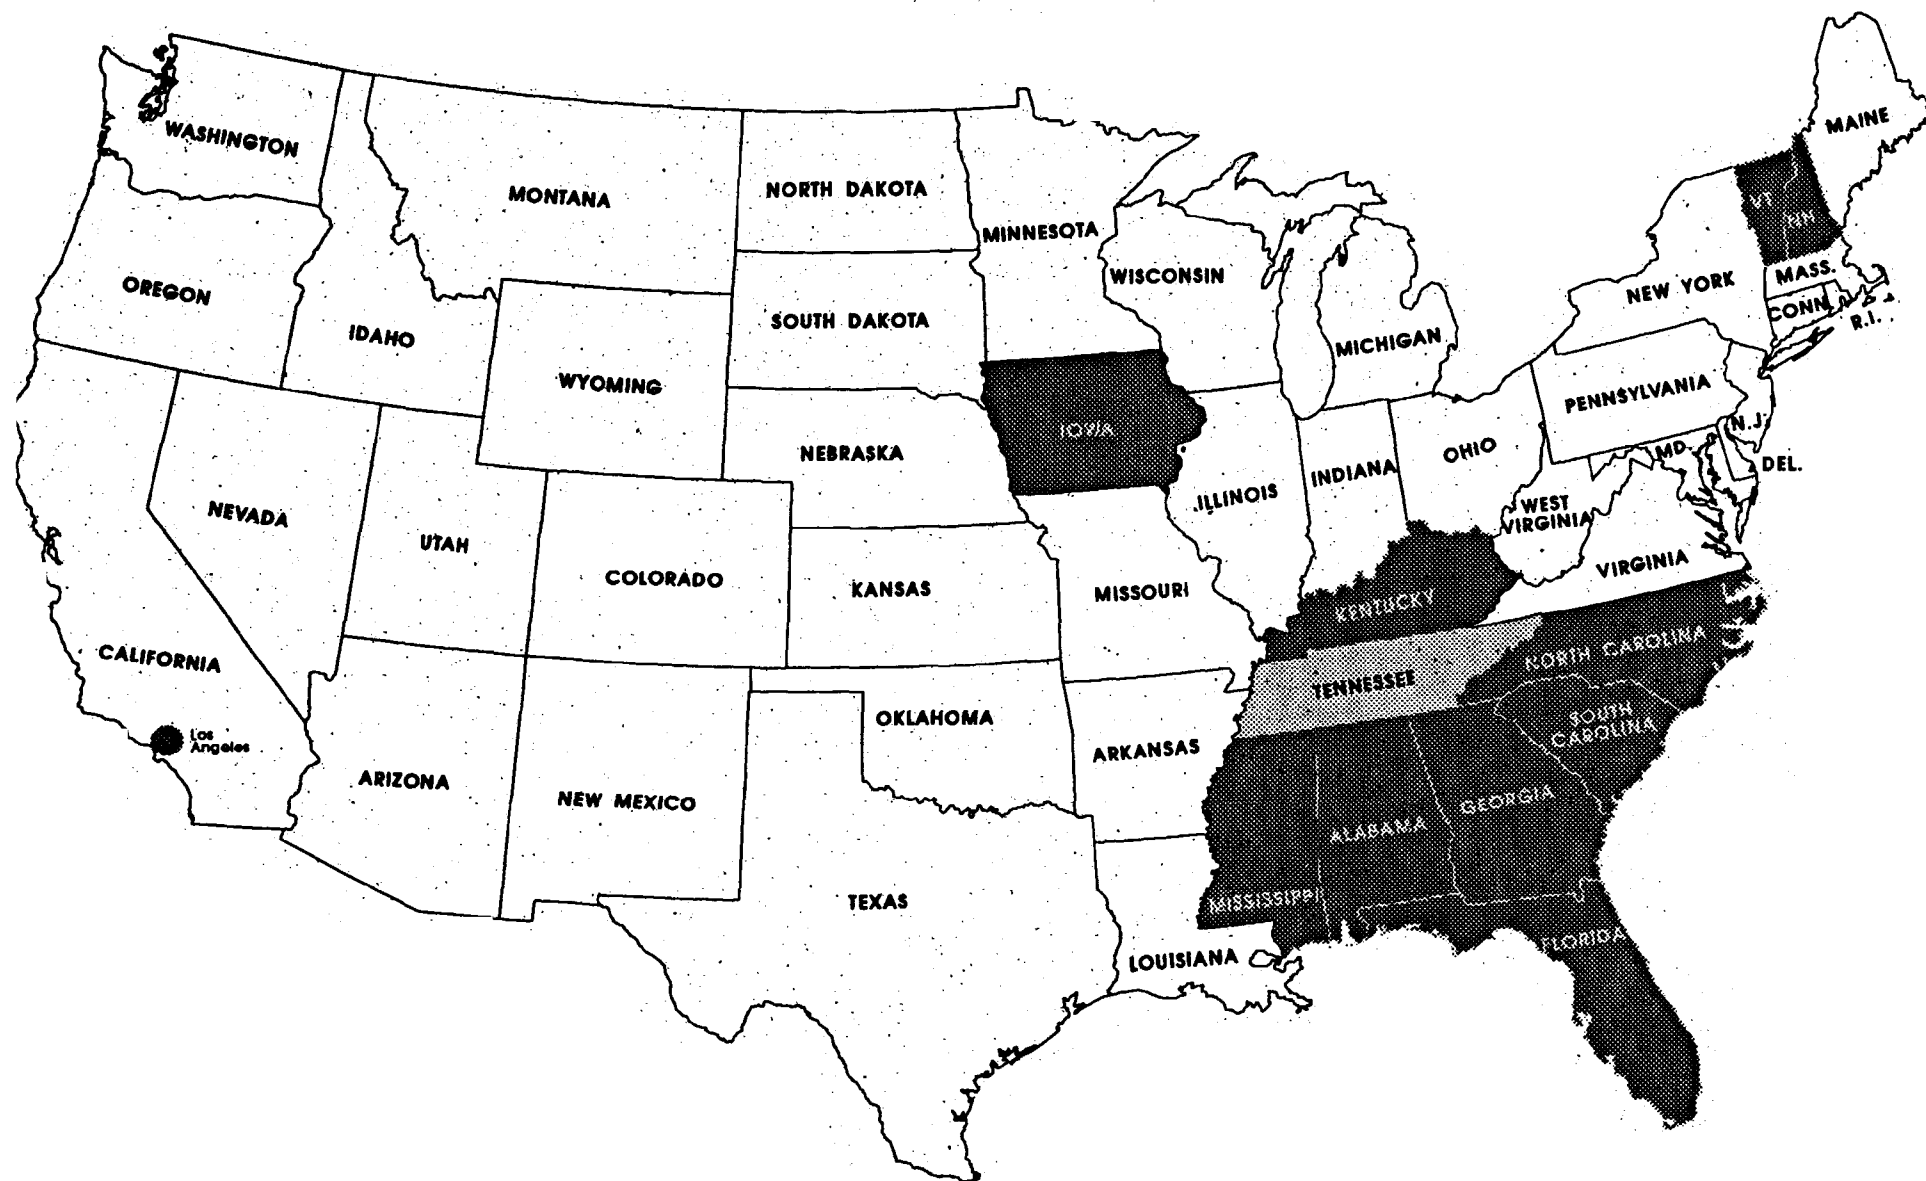 WASHINGTON
MONTANA
NORTH DAKOTA
MINNESOTA
MAINE
VT
NH
OREGON
IDAHO
WYOMING
SOUTH DAKOTA
WISCONSIN
MICHIGAN
NEW YORK
MASS.
CONN.
R.I.
NEVADA
UTAH
COLORADO
NEBRASKA
IOWA
ILLINOIS
INDIANA
OHIO
PENNSYLVANIA
N.J.
MD.
DEL.
WEST
VIRGINIA
VIRGINIA
CALIFORNIA
Los
Angeles
KANSAS
MISSOURI
KENTUCKY
NORTH CAROLINA
TENNESSEE
SOUTH
CAROLINA
ARIZONA
NEW MEXICO
OKLAHOMA
ARKANSAS
MISSISSIPPI
ALABAMA
GEORGIA
TEXAS
LOUISIANA
FLORIDA